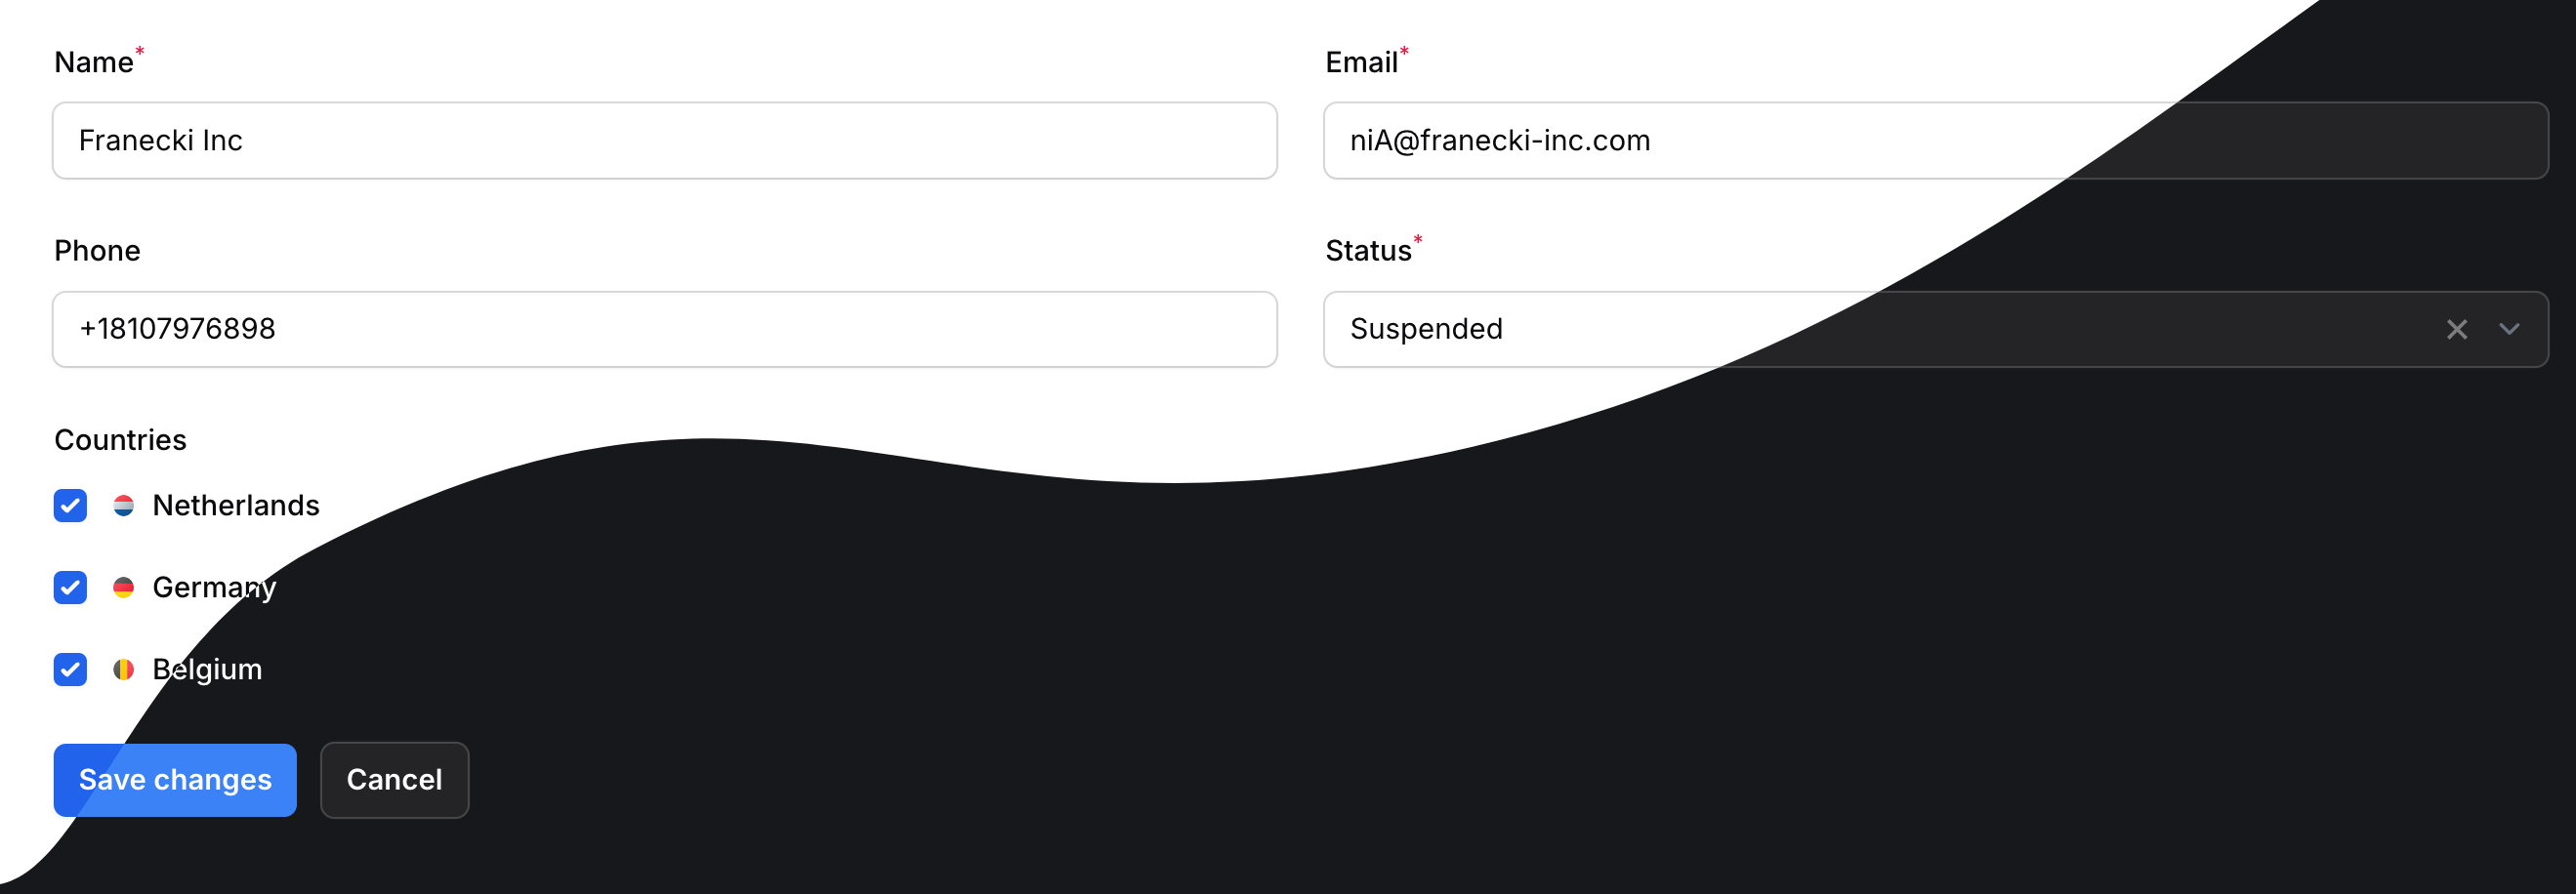 Name*
Email*
Franecki Inc
niA@franecki-inc.com
Phone
Status*
+18107976898
Suspended
Countries
Netherlands
Germany
Belgium
Save changes
Cancel